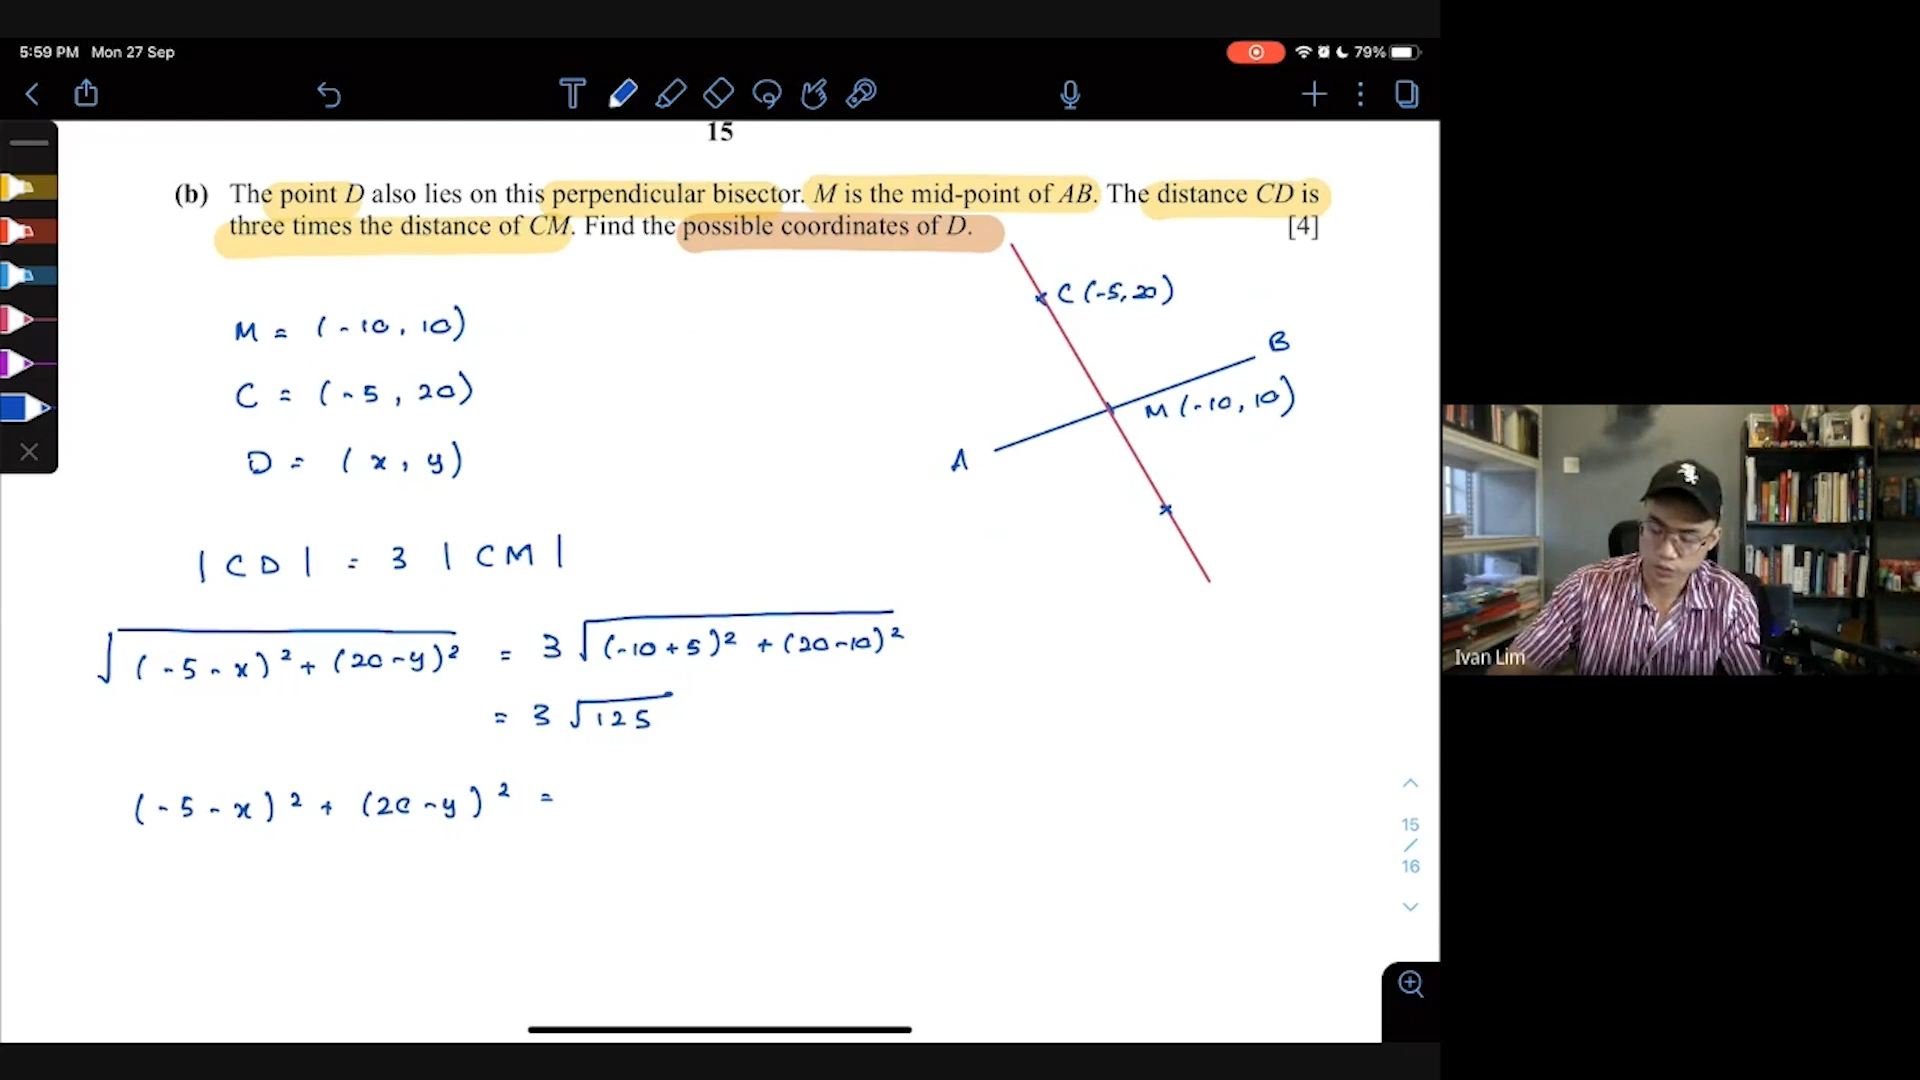 5:59 PM Mon 27 Sep
79%
15
(b) The point D also lies on this perpendicular bisector. M is the mid-point of AB. The distance CD is
three times the distance of CM. Find the possible coordinates of D. [4]
C (-5, 20)
M = (-10, 10)
B
C = (-5, 20)
M (-10, 10)
D = (x, y)
A
|CD| = 3 |CM|
√((-5-x)² + (20-y)²) = 3 √((-10+5)² + (20-10)²)
= 3 √125
(-5-x)² + (20-y)² =
Ivan Lim
15
/
16